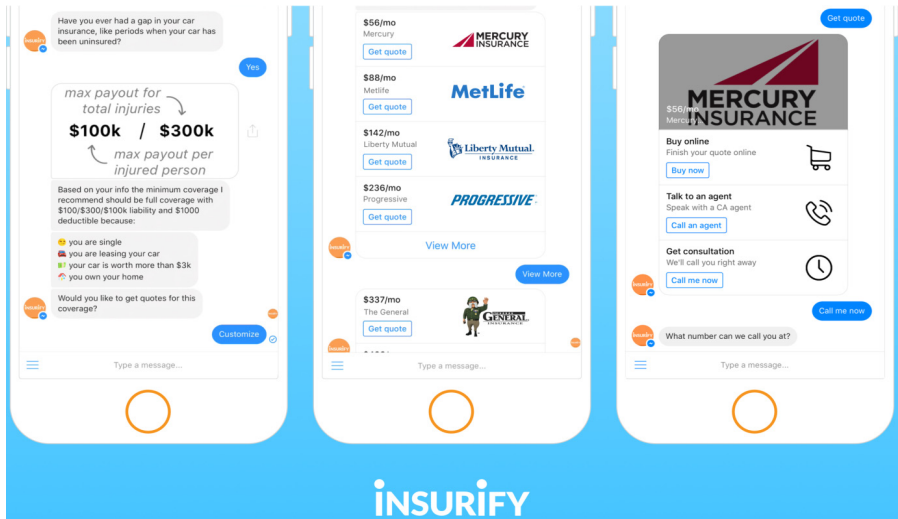 Have you ever had a gap in your car
insurance, like periods when your car has
been uninsured?
Yes
max payout for
total injuries
$100k / $300k
max payout per
injured person
Based on your info the minimum coverage I
recommend should be full coverage with
$100/$300/$100k liability and $1000
deductible because:
you are single
you are leasing your car
your car is worth more than $3k
you own your home
Would you like to get quotes for this
coverage?
Customize
Type a message...
$56/mo
Mercury
Get quote
MERCURY
INSURANCE
$88/mo
Metlife
Get quote
MetLife
$142/mo
Liberty Mutual
Get quote
Liberty Mutual.
INSURANCE
$236/mo
Progressive
Get quote
PROGRESSIVE
View More
View More
$337/mo
The General
Get quote
GENERAL
INSURANCE
Type a message...
Get quote
MERCURY
INSURANCE
$56/mo
Mercury
Buy online
Finish your quote online
Buy now
Talk to an agent
Speak with a CA agent
Call an agent
Get consultation
We'll call you right away
Call me now
Call me now
What number can we call you at?
Type a message...
INSURIFY